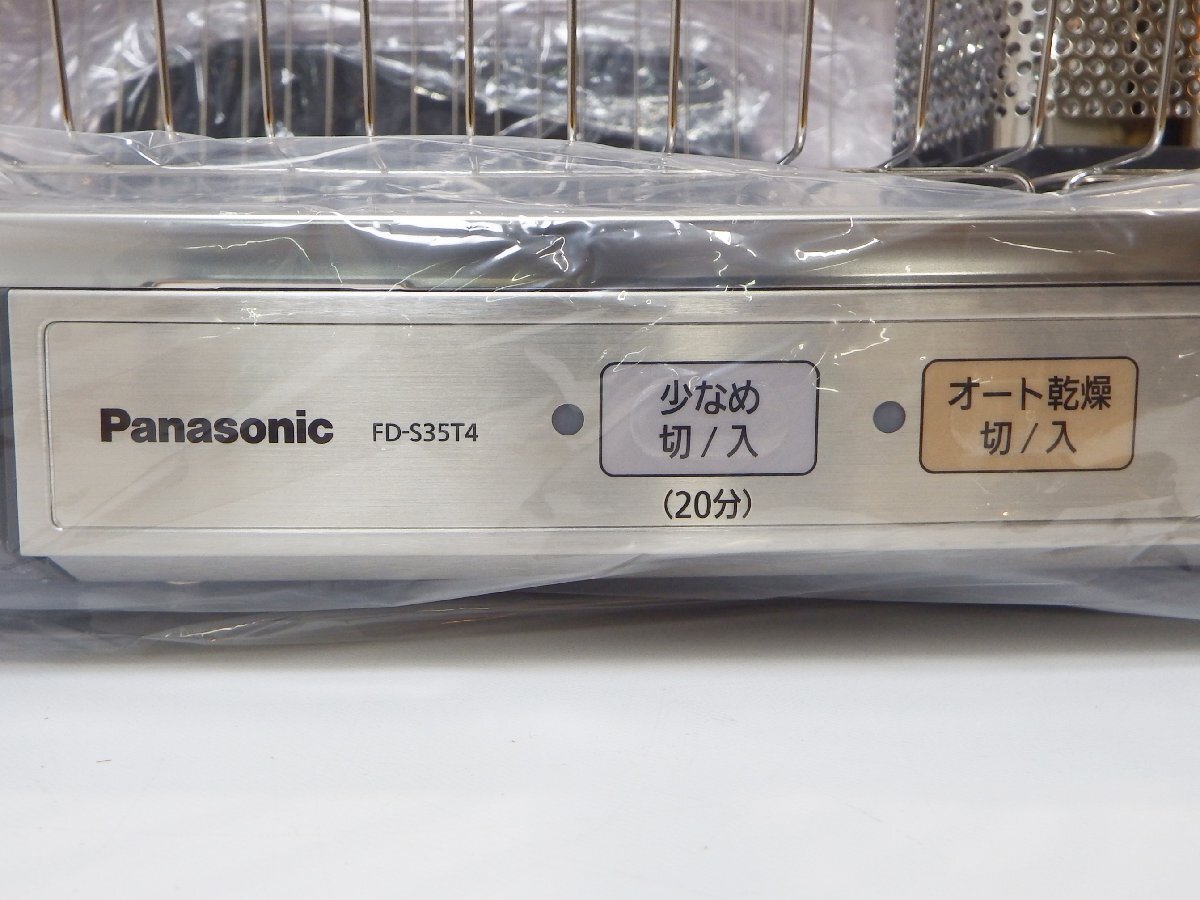 Panasonic FD-S35T4
少なめ
切/入
(20分)
オート乾燥
切/入